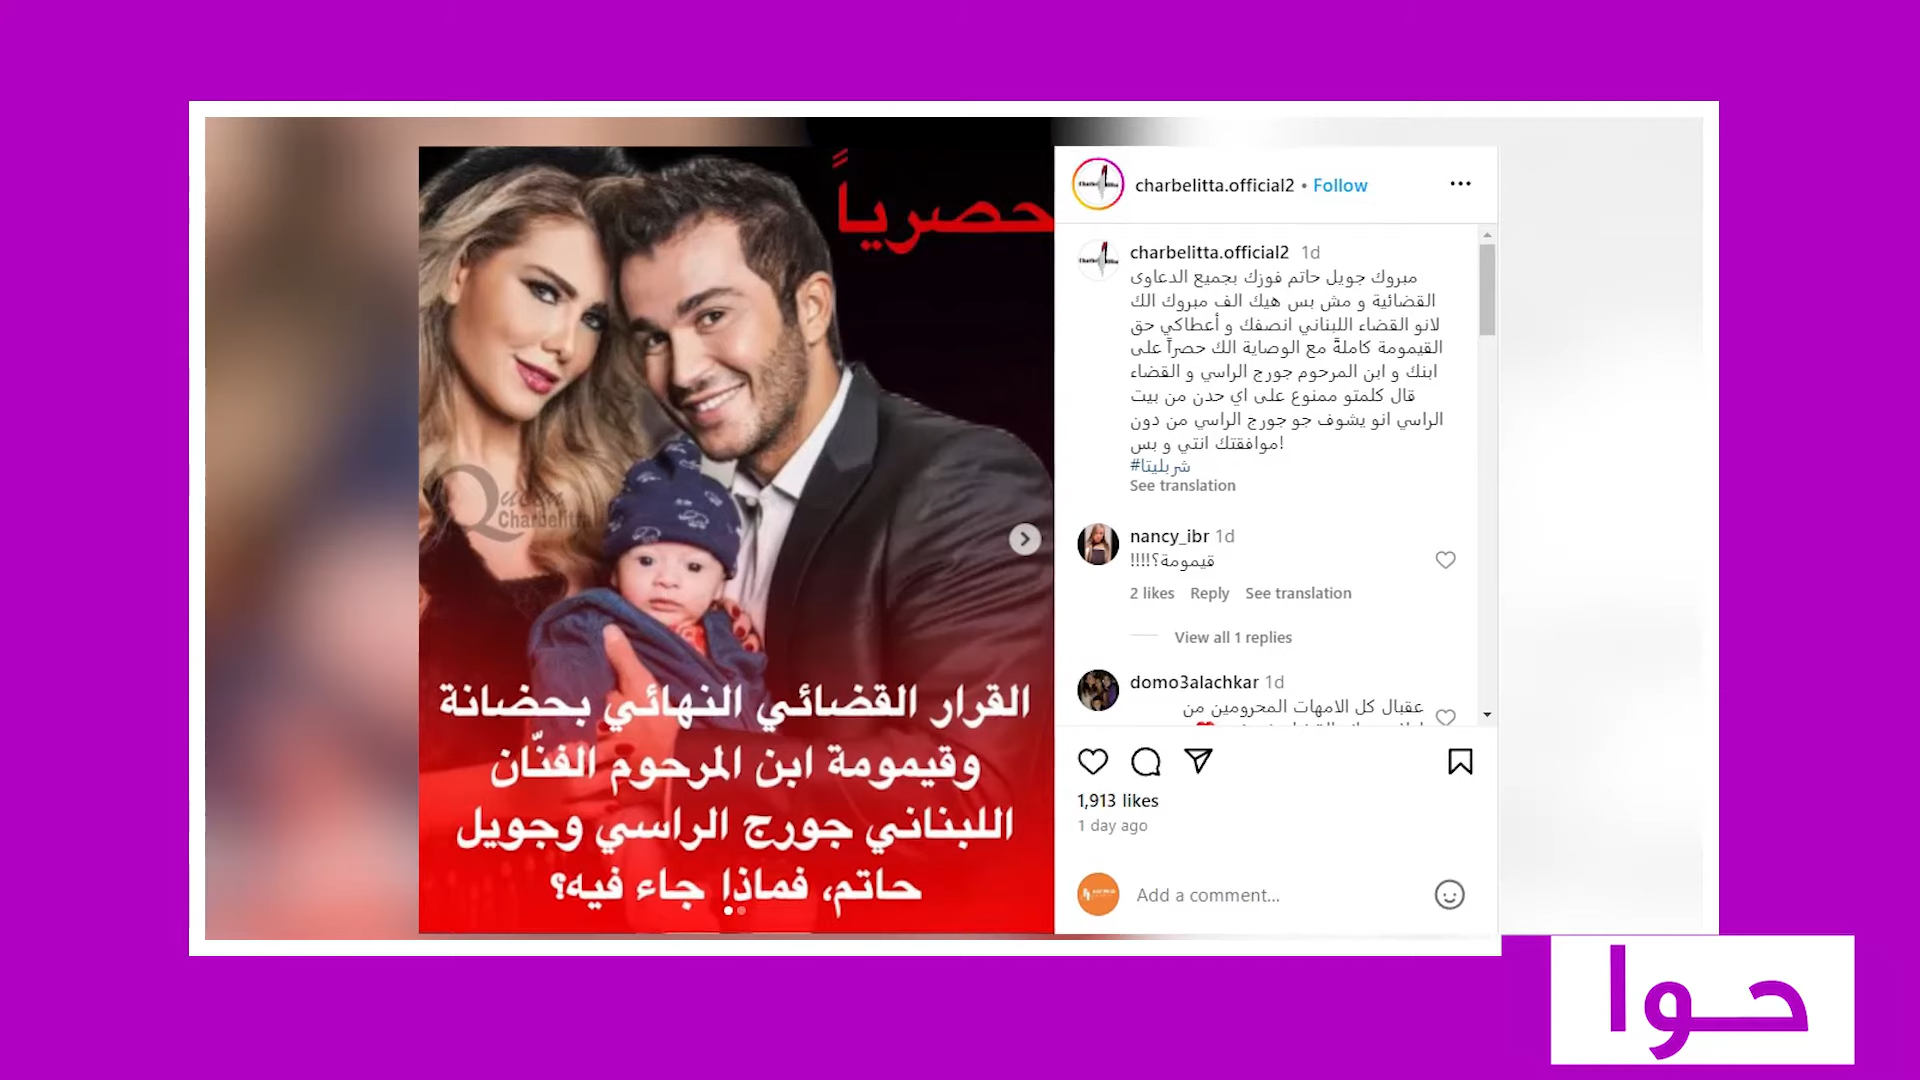 حصرياً
Queen
Charbelitta
القرار القضائي النهائي بحضانة
وقيمومة ابن المرحوم الفنّان
اللبناني جورج الراسي وجويل
حاتم، فماذا جاء فيه؟
charbelitta.official2 • Follow
charbelitta.official2 1d
مبروك جويل حاتم فوزك بجميع الدعاوى
القضائية و مش بس هيك الف مبروك الك
لانو القضاء اللبناني انصفك و أعطاكي حق
القيمومة كاملةً مع الوصاية الك حصراً على
ابنك و ابن المرحوم جورج الراسي و القضاء
قال كلمتو ممنوع على اي حدن من بيت
الراسي انو يشوف جو جورج الراسي من دون
موافقتك انتي و بس!
#شربليتا
See translation
nancy_ibr 1d
قيمومة؟!!!!
2 likes Reply See translation
View all 1 replies
domo3alachkar 1d
عقبال كل الامهات المحرومين من
1,913 likes
1 day ago
Add a comment...
حوا